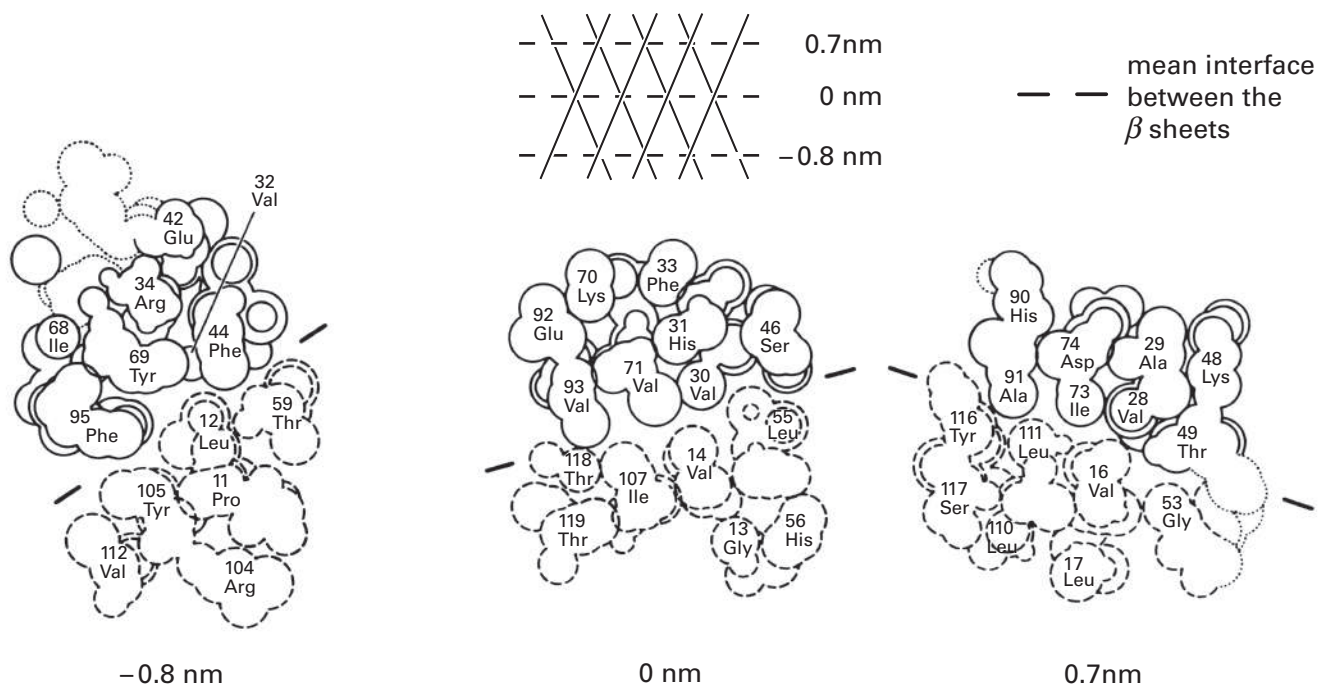 0.7nm
0 nm
–0.8 nm
mean interface
between the
β sheets
32
Val
42
Glu
34
Arg
68
Ile
69
Tyr
44
Phe
95
Phe
12
Leu
59
Thr
105
Tyr
11
Pro
112
Val
104
Arg
–0.8 nm
70
Lys
33
Phe
92
Glu
31
His
46
Ser
71
Val
93
Val
30
Val
55
Leu
118
Thr
107
Ile
14
Val
119
Thr
13
Gly
56
His
0 nm
90
His
74
Asp
29
Ala
48
Lys
91
Ala
73
Ile
28
Val
116
Tyr
111
Leu
49
Thr
16
Val
117
Ser
53
Gly
110
Leu
17
Leu
0.7nm